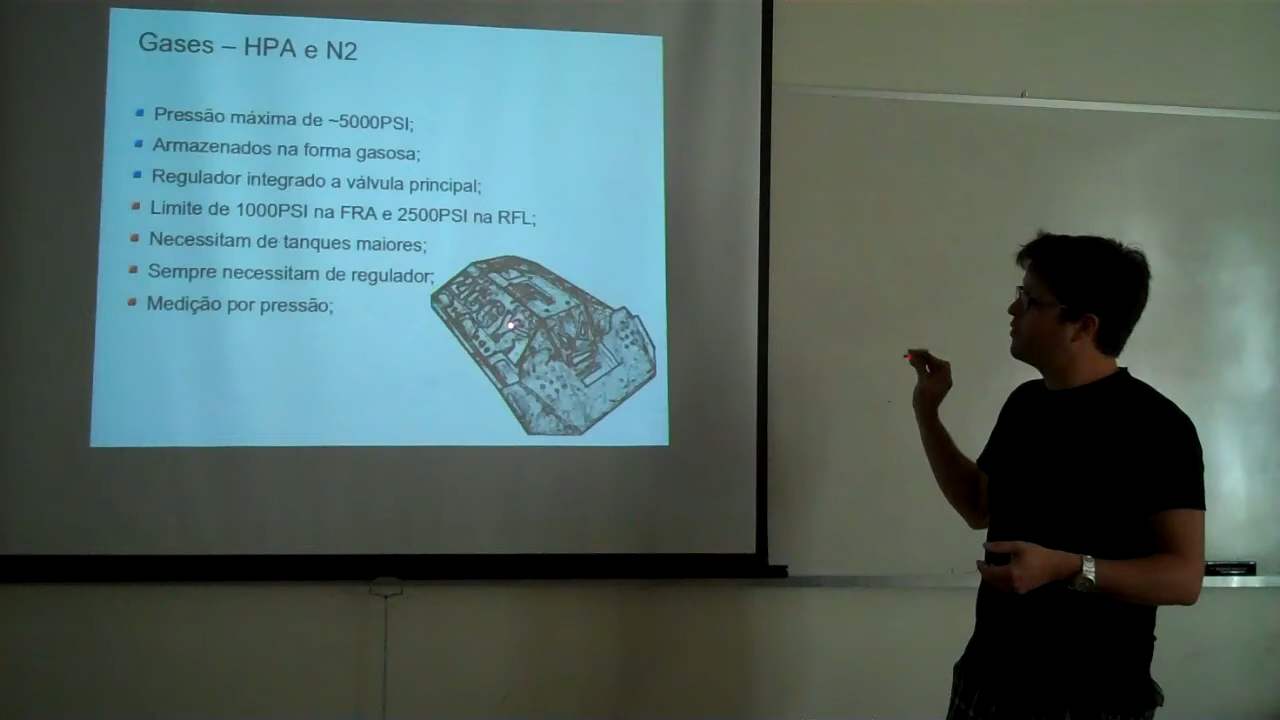 Gases – HPA e N2
Pressão máxima de ~5000PSI;
Armazenados na forma gasosa;
Regulador integrado a válvula principal;
Limite de 1000PSI na FRA e 2500PSI na RFL;
Necessitam de tanques maiores;
Sempre necessitam de regulador;
Medição por pressão;